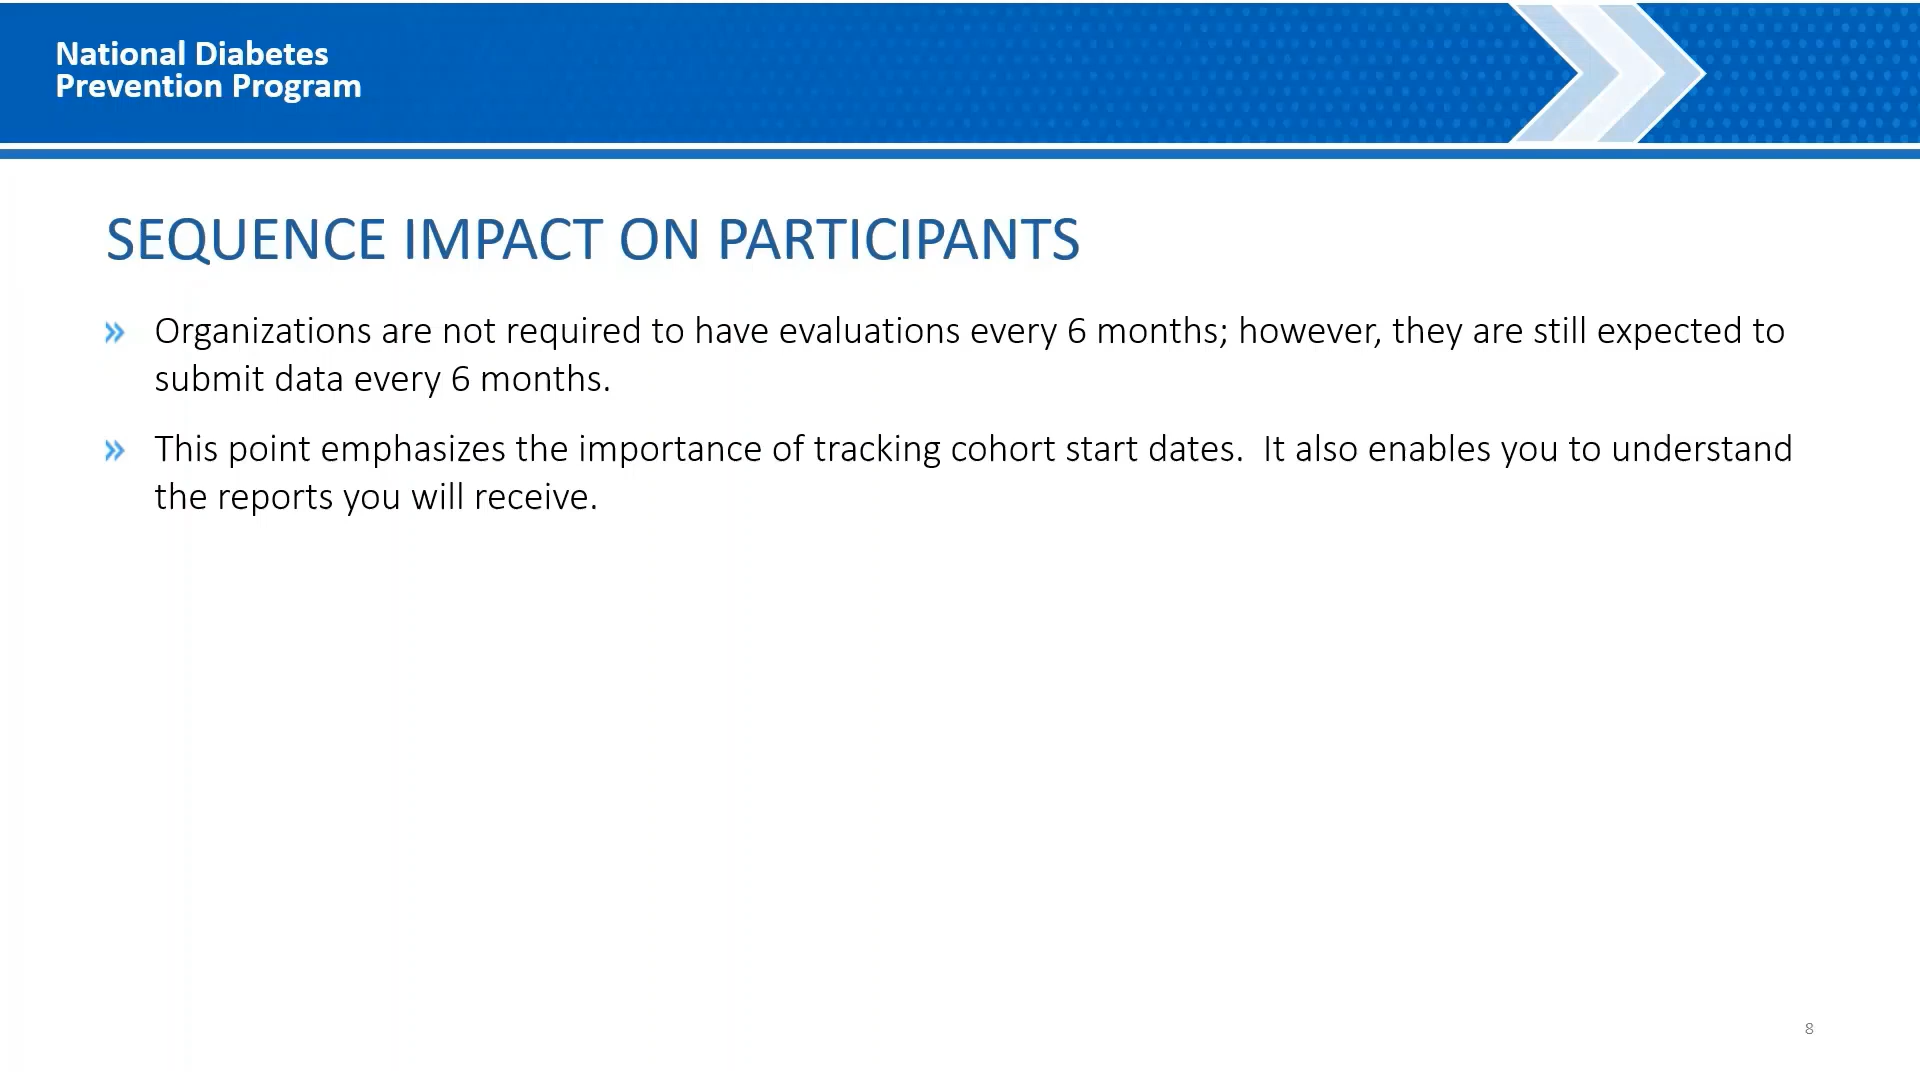 National Diabetes
Prevention Program
SEQUENCE IMPACT ON PARTICIPANTS
» Organizations are not required to have evaluations every 6 months; however, they are still expected to
submit data every 6 months.
» This point emphasizes the importance of tracking cohort start dates.  It also enables you to understand
the reports you will receive.
8